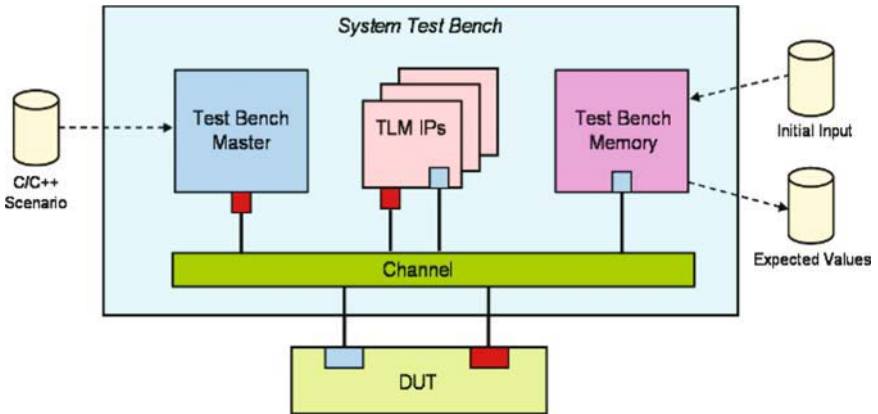 System Test Bench
C/C++
Scenario
Test Bench
Master
TLM IPs
Test Bench
Memory
Initial Input
Expected Values
Channel
DUT